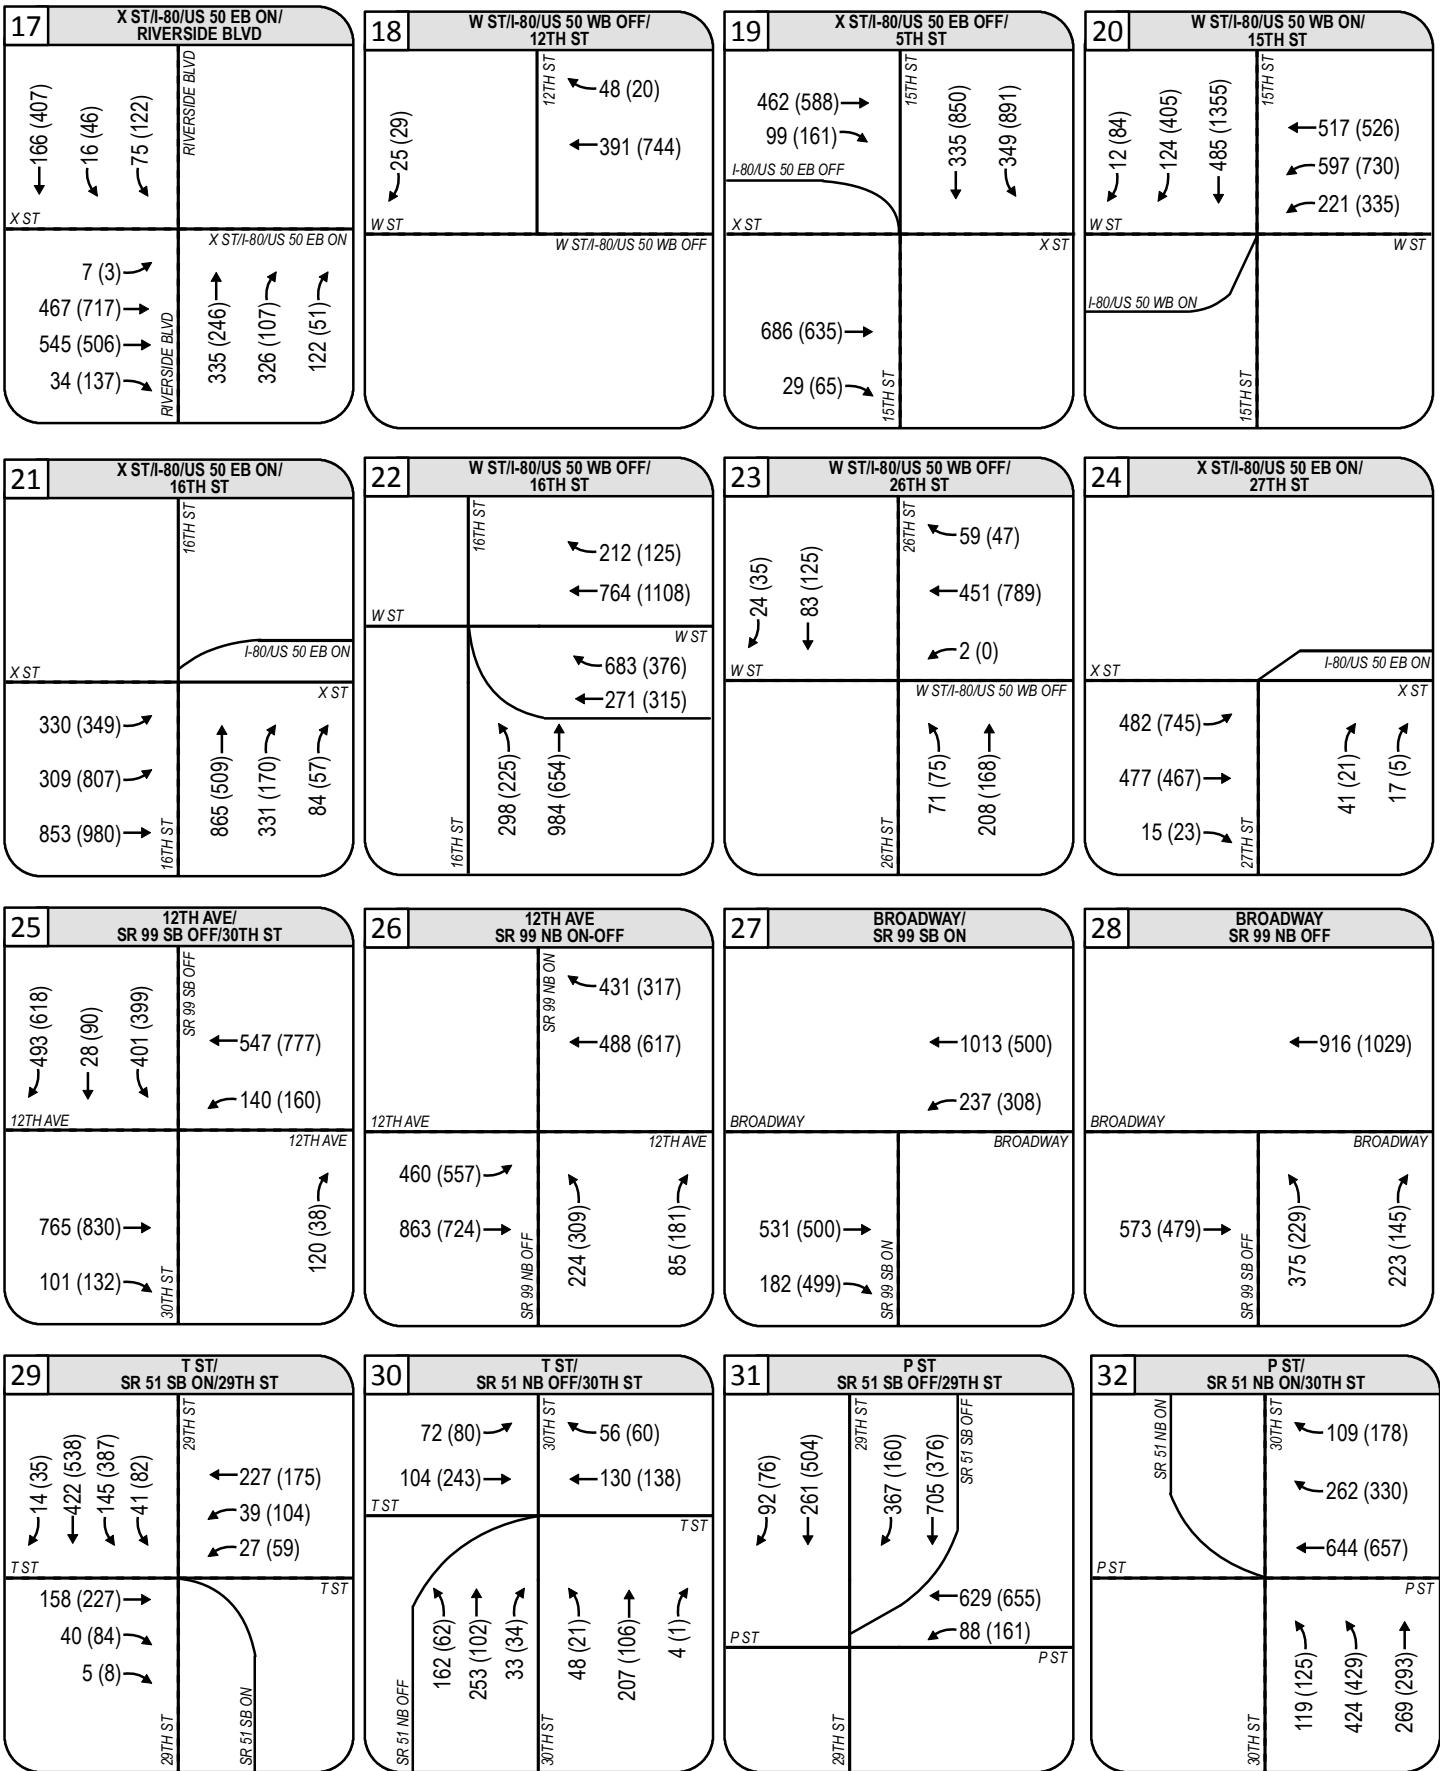 17
X ST/I-80/US 50 EB ON/
RIVERSIDE BLVD
166 (407)
16 (46)
75 (122)
RIVERSIDE BLVD
X ST
X ST/I-80/US 50 EB ON
7 (3)
467 (717)
545 (506)
34 (137)
RIVERSIDE BLVD
335 (246)
326 (107)
122 (51)
18
W ST/I-80/US 50 WB OFF/
12TH ST
25 (29)
12TH ST
48 (20)
391 (744)
W ST
W ST/I-80/US 50 WB OFF
19
X ST/I-80/US 50 EB OFF/
5TH ST
462 (588)
99 (161)
I-80/US 50 EB OFF
15TH ST
335 (850)
349 (891)
X ST
X ST
686 (635)
29 (65)
15TH ST
20
W ST/I-80/US 50 WB ON/
15TH ST
12 (84)
124 (405)
485 (1355)
15TH ST
517 (526)
597 (730)
221 (335)
W ST
W ST
I-80/US 50 WB ON
15TH ST
21
X ST/I-80/US 50 EB ON/
16TH ST
16TH ST
I-80/US 50 EB ON
X ST
X ST
330 (349)
309 (807)
853 (980)
16TH ST
865 (509)
331 (170)
84 (57)
22
W ST/I-80/US 50 WB OFF/
16TH ST
16TH ST
212 (125)
764 (1108)
W ST
W ST
683 (376)
271 (315)
16TH ST
298 (225)
984 (654)
23
W ST/I-80/US 50 WB OFF/
26TH ST
24 (35)
83 (125)
26TH ST
59 (47)
451 (789)
2 (0)
W ST
W ST/I-80/US 50 WB OFF
26TH ST
71 (75)
208 (168)
24
X ST/I-80/US 50 EB ON/
27TH ST
I-80/US 50 EB ON
X ST
X ST
482 (745)
477 (467)
15 (23)
27TH ST
41 (21)
17 (5)
25
12TH AVE/
SR 99 SB OFF/30TH ST
493 (618)
28 (90)
401 (399)
SR 99 SB OFF
547 (777)
140 (160)
12TH AVE
12TH AVE
765 (830)
101 (132)
30TH ST
120 (38)
26
12TH AVE
SR 99 NB ON-OFF
SR 99 NB ON
431 (317)
488 (617)
12TH AVE
12TH AVE
460 (557)
863 (724)
SR 99 NB OFF
224 (309)
85 (181)
27
BROADWAY/
SR 99 SB ON
1013 (500)
237 (308)
BROADWAY
BROADWAY
531 (500)
182 (499)
SR 99 SB ON
28
BROADWAY
SR 99 NB OFF
916 (1029)
BROADWAY
BROADWAY
573 (479)
SR 99 SB OFF
375 (229)
223 (145)
29
T ST/
SR 51 SB ON/29TH ST
14 (35)
422 (538)
145 (387)
41 (82)
29TH ST
227 (175)
39 (104)
27 (59)
T ST
T ST
158 (227)
40 (84)
5 (8)
29TH ST
SR 51 SB ON
30
T ST/
SR 51 NB OFF/30TH ST
72 (80)
104 (243)
30TH ST
56 (60)
130 (138)
T ST
T ST
SR 51 NB OFF
162 (62)
253 (102)
33 (34)
30TH ST
48 (21)
207 (106)
4 (1)
31
P ST
SR 51 SB OFF/29TH ST
92 (76)
261 (504)
29TH ST
367 (160)
705 (376)
SR 51 SB OFF
629 (655)
88 (161)
P ST
P ST
29TH ST
32
P ST/
SR 51 NB ON/30TH ST
SR 51 NB ON
30TH ST
109 (178)
262 (330)
644 (657)
P ST
P ST
30TH ST
119 (125)
424 (429)
269 (293)